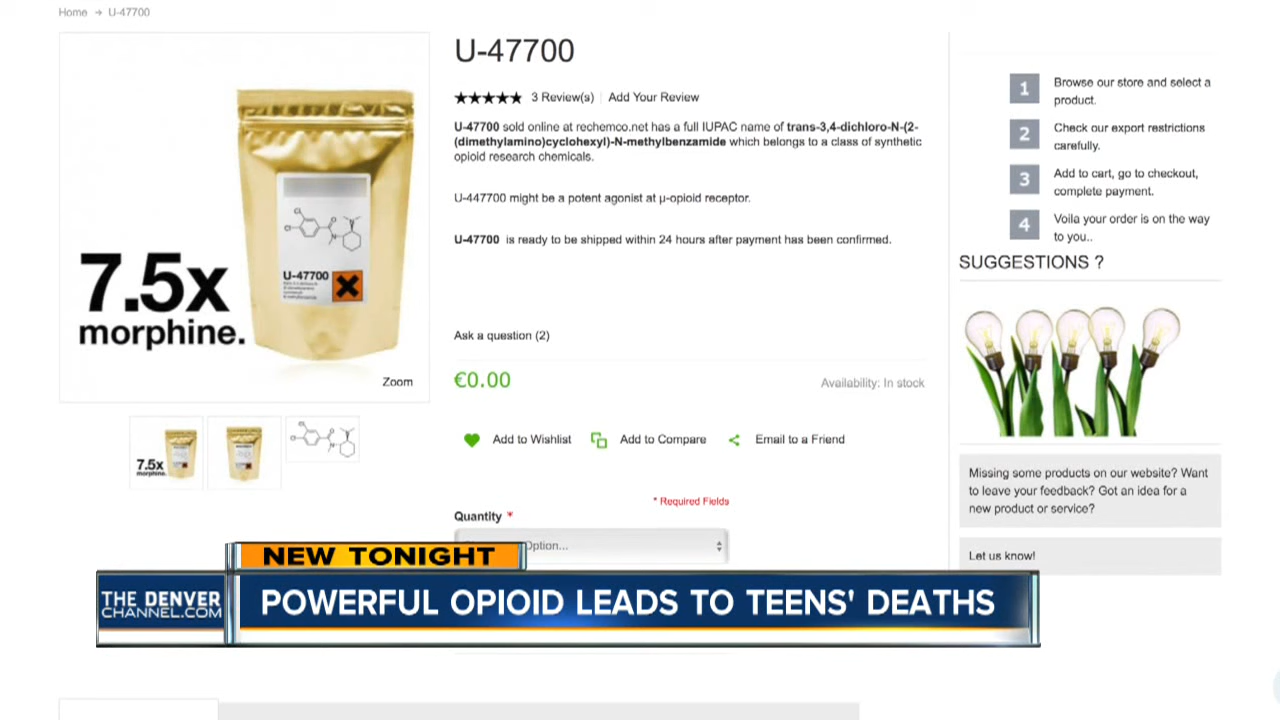 Home → U-47700
U-47700
3 Review(s) | Add Your Review
U-47700 sold online at rechemco.net has a full IUPAC name of trans-3,4-dichloro-N-(2-
(dimethylamino)cyclohexyl)-N-methylbenzamide which belongs to a class of synthetic
opioid research chemicals.
U-447700 might be a potent agonist at µ-opioid receptor.
U-47700 is ready to be shipped within 24 hours after payment has been confirmed.
Ask a question (2)
€0.00
Availability: In stock
Add to Wishlist
Add to Compare
Email to a Friend
* Required Fields
Quantity *
Option...
7.5x
morphine.
Cl
Cl
O
N
N
U-47700
Zoom
7.5x
morphine.
1
Browse our store and select a
product.
2
Check our export restrictions
carefully.
3
Add to cart, go to checkout,
complete payment.
4
Voila your order is on the way
to you..
SUGGESTIONS ?
Missing some products on our website? Want
to leave your feedback? Got an idea for a
new product or service?
Let us know!
NEW TONIGHT
THE DENVER
CHANNEL.COM
POWERFUL OPIOID LEADS TO TEENS' DEATHS